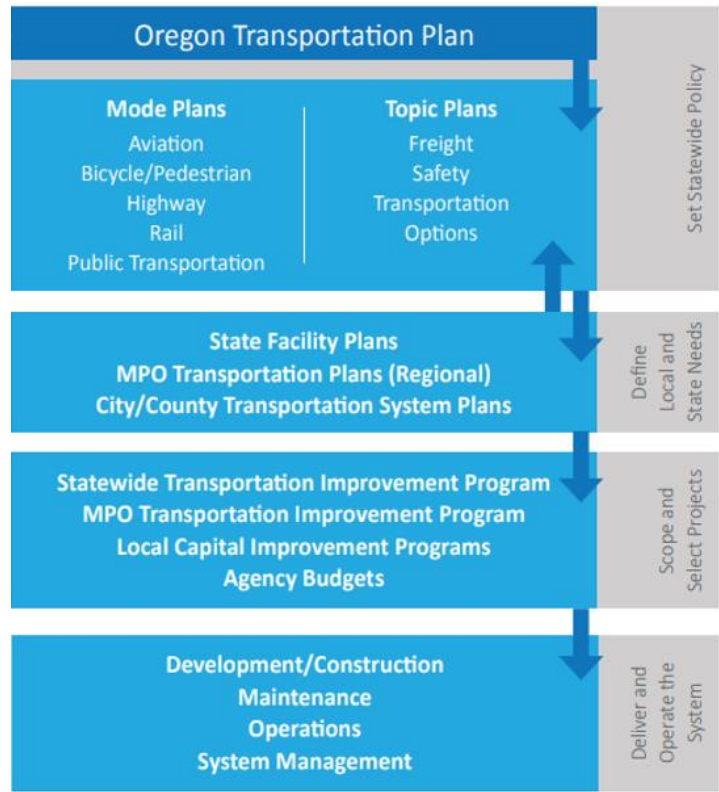 Oregon Transportation Plan
Mode Plans
Aviation
Bicycle/Pedestrian
Highway
Rail
Public Transportation
Topic Plans
Freight
Safety
Transportation
Options
Set Statewide Policy
State Facility Plans
MPO Transportation Plans (Regional)
City/County Transportation System Plans
Define
Local and
State Needs
Statewide Transportation Improvement Program
MPO Transportation Improvement Program
Local Capital Improvement Programs
Agency Budgets
Scope and
Select Projects
Development/Construction
Maintenance
Operations
System Management
Deliver and
Operate the
System